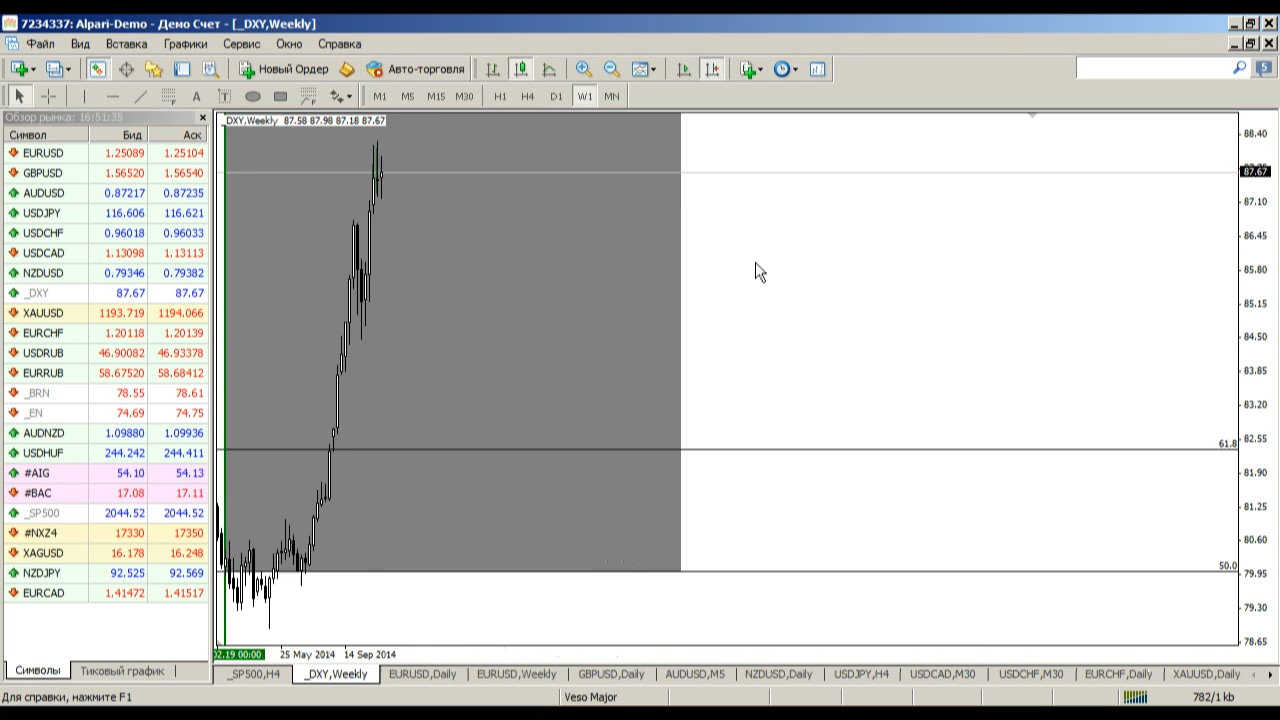 7234337: Alpari-Demo - Демо Счет - [_DXY,Weekly]
Файл Вид Вставка Графики Сервис Окно Справка
Новый Ордер Авто-торговля 5
A T M1 M5 M15 M30 H1 H4 D1 W1 MN
Обзор рынка: 16:51:35
Символ Бид Аск
EURUSD 1.25089 1.25104
GBPUSD 1.56520 1.56540
AUDUSD 0.87217 0.87235
USDJPY 116.606 116.621
USDCHF 0.96018 0.96033
USDCAD 1.13098 1.13113
NZDUSD 0.79346 0.79382
_DXY 87.67 87.67
XAUUSD 1193.719 1194.066
EURCHF 1.20118 1.20139
USDRUB 46.90082 46.93378
EURRUB 58.67520 58.68412
_BRN 78.55 78.61
_EN 74.69 74.75
AUDNZD 1.09880 1.09936
USDHUF 244.242 244.411
#AIG 54.10 54.13
#BAC 17.08 17.11
_SP500 2044.52 2044.52
#NXZ4 17330 17350
XAGUSD 16.178 16.248
NZDJPY 92.525 92.569
EURCAD 1.41472 1.41517
Символы Тиковый график
_DXY,Weekly 87.58 87.98 87.18 87.67
88.40
87.67
87.10
86.45
85.80
85.15
84.50
83.85
83.20
82.55
61.8
81.90
81.25
80.60
50.0
79.95
79.30
78.65
02.19 00:00 25 May 2014 14 Sep 2014
_SP500,H4 _DXY,Weekly EURUSD,Daily EURUSD,Weekly GBPUSD,Daily AUDUSD,M5 NZDUSD,Daily USDJPY,H4 USDCAD,M30 USDCHF,M30 EURCHF,Daily XAUUSD,Daily
Для справки, нажмите F1 Veso Major 782/1 kb